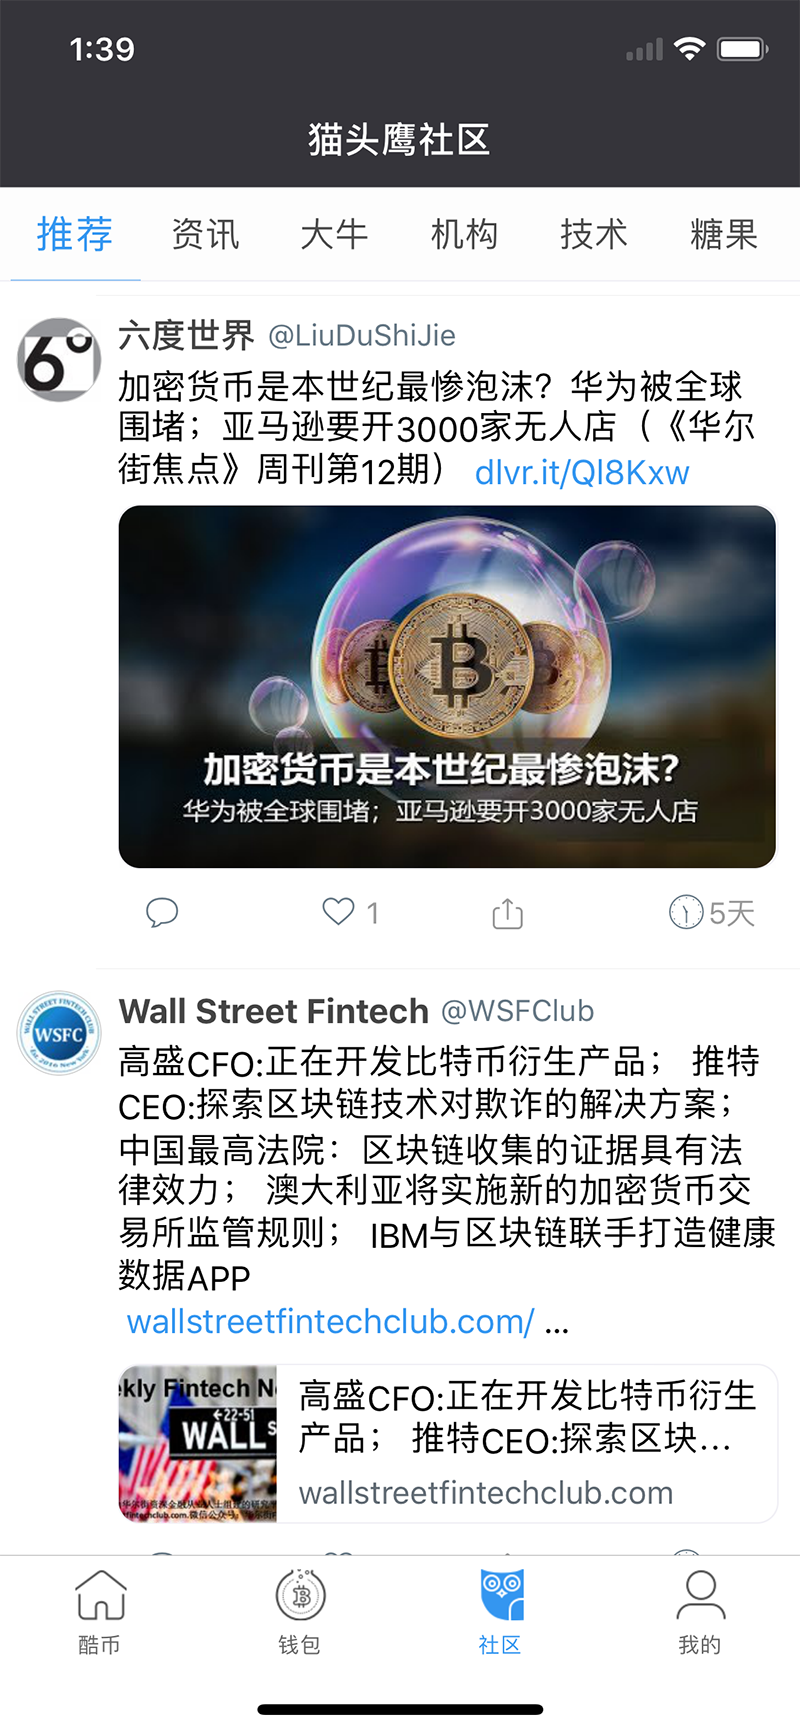 1:39
猫头鹰社区
推荐 资讯 大牛 机构 技术 糖果
六度世界 @LiuDuShiJie
加密货币是本世纪最惨泡沫？华为被全球
围堵；亚马逊要开3000家无人店（《华尔
街焦点》周刊第12期） dlvr.it/Ql8Kxw
加密货币是本世纪最惨泡沫?
华为被全球围堵；亚马逊要开3000家无人店
1 5天
WALL STREET FINTECH CLUB
WSFC
Est. 2016 New York
Wall Street Fintech @WSFClub
高盛CFO:正在开发比特币衍生产品； 推特
CEO:探索区块链技术对欺诈的解决方案；
中国最高法院：区块链收集的证据具有法
律效力； 澳大利亚将实施新的加密货币交
易所监管规则； IBM与区块链联手打造健康
数据APP
wallstreetfintechclub.com/ ...
kly Fintech N
22-51
WALL S
高盛CFO:正在开发比特币衍生
产品； 推特CEO:探索区块...
wallstreetfintechclub.com
酷币 钱包 社区 我的